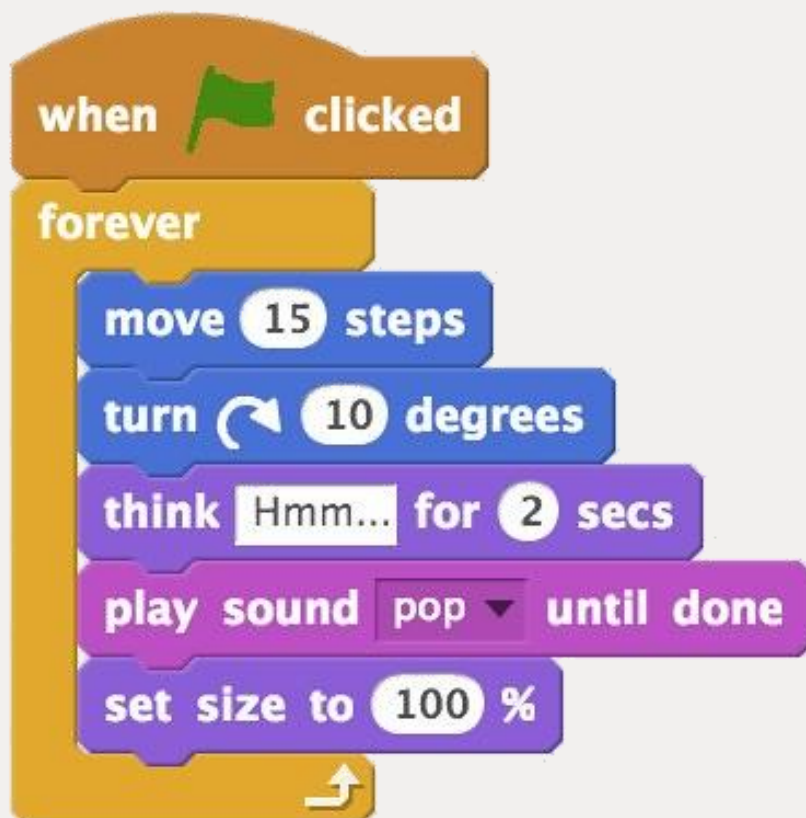 when clicked
forever
move 15 steps
turn 10 degrees
think Hmm... for 2 secs
play sound pop until done
set size to 100 %